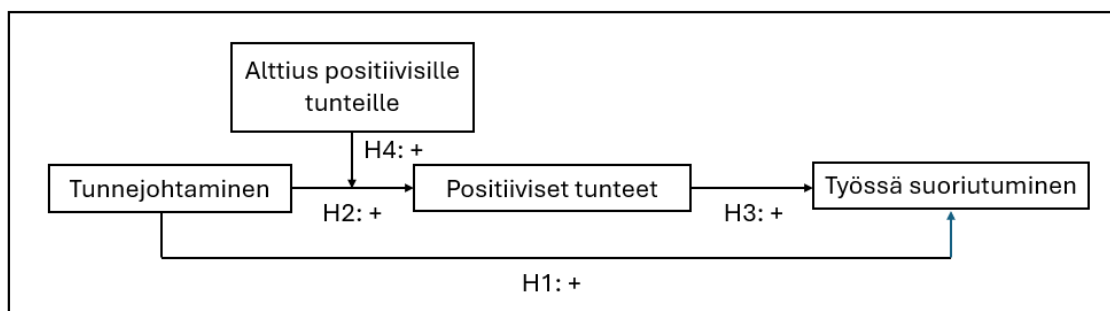 Alttius positiivisille
tunteille
H4: +
Tunnejohtaminen
Positiiviset tunteet
Työssä suoriutuminen
H2: +
H3: +
H1: +